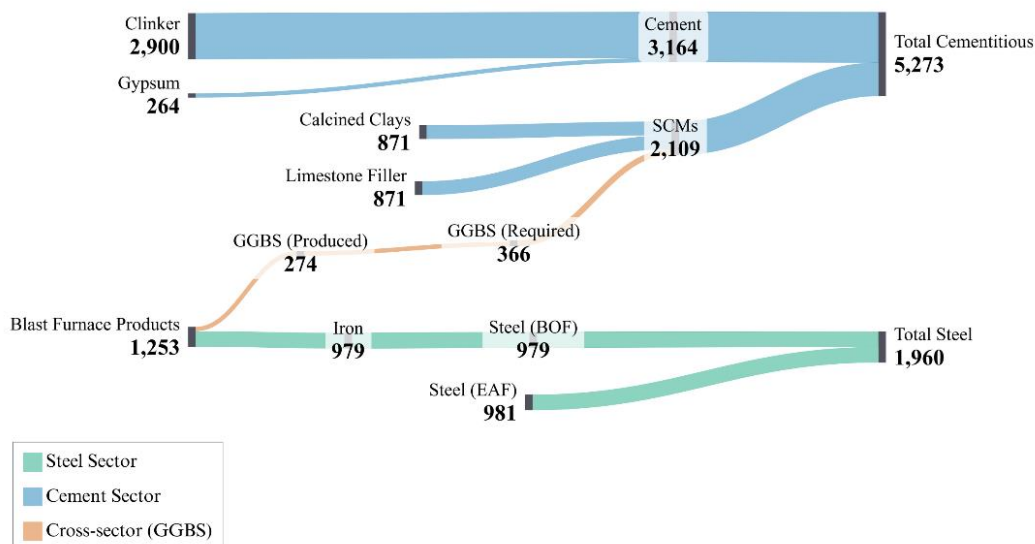 Clinker
2,900
Cement
3,164
Total Cementitious
5,273
Gypsum
264
Calcined Clays
871
SCMs
2,109
Limestone Filler
871
GGBS (Produced)
274
GGBS (Required)
366
Blast Furnace Products
1,253
Iron
979
Steel (BOF)
979
Total Steel
1,960
Steel (EAF)
981
Steel Sector
Cement Sector
Cross-sector (GGBS)